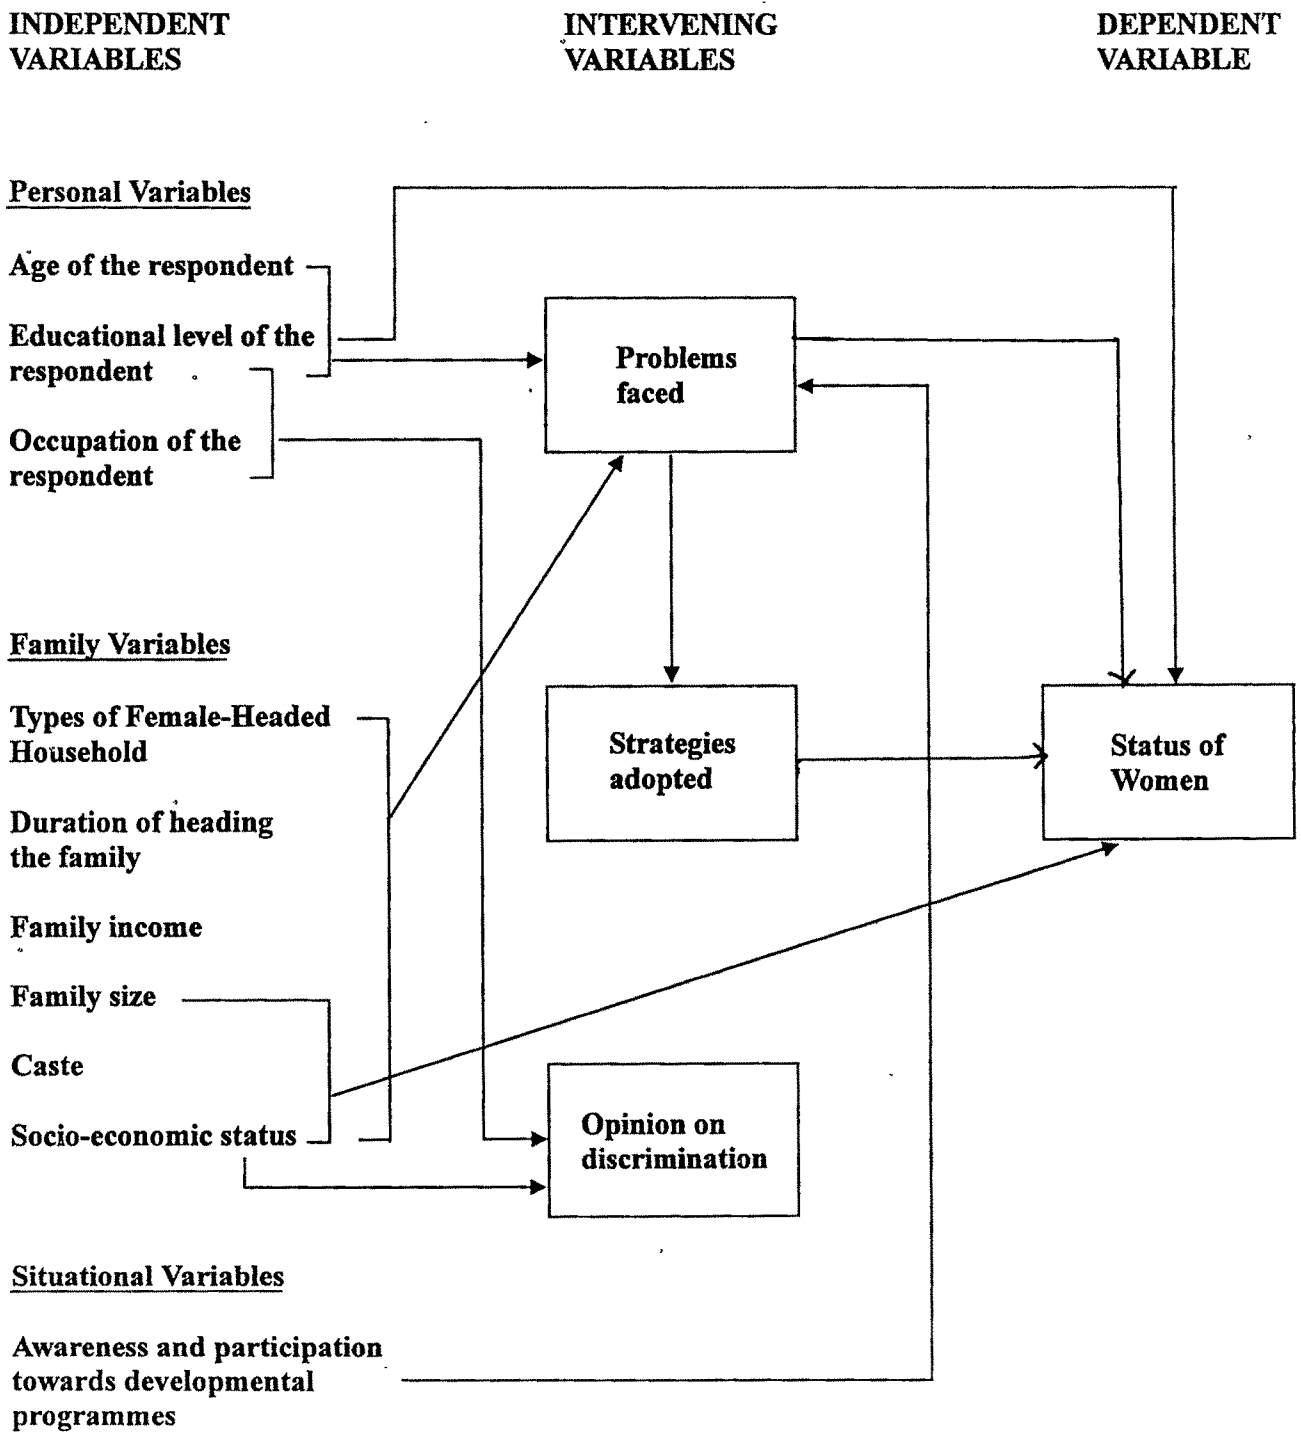 INDEPENDENT
VARIABLES
INTERVENING
VARIABLES
DEPENDENT
VARIABLE
Personal Variables
Age of the respondent
Educational level of the
respondent
Occupation of the
respondent
Problems
faced
Family Variables
Types of Female-Headed
Household
Duration of heading
the family
Family income
Family size
Caste
Socio-economic status
Strategies
adopted
Status of
Women
Opinion on
discrimination
Situational Variables
Awareness and participation
towards developmental
programmes